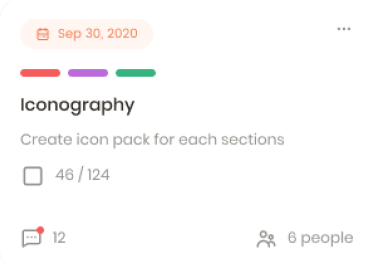 Sep 30, 2020
Iconography
Create icon pack for each sections
46 / 124
12
6 people